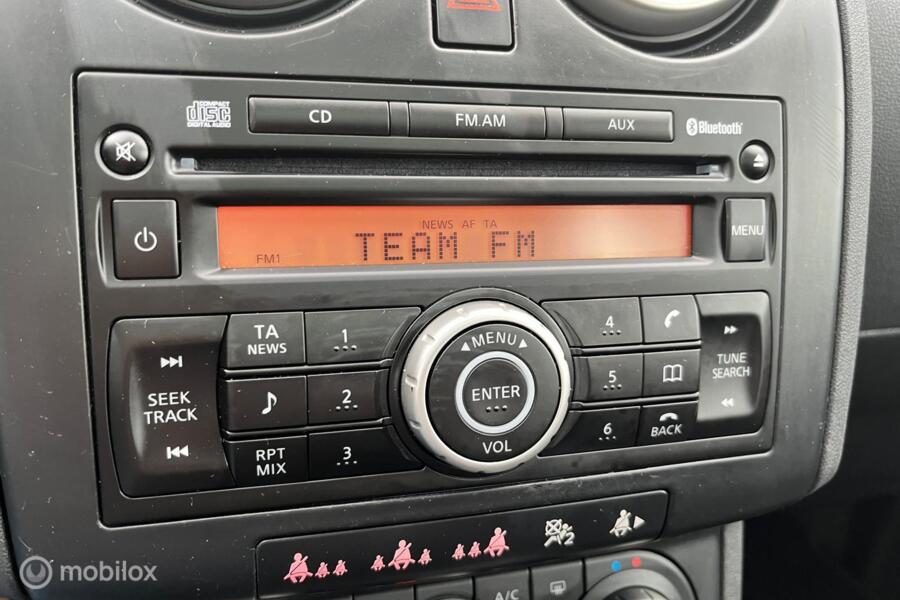 COMPACT
disc
DIGITAL AUDIO
CD
FM.AM
AUX
Bluetooth
NEWS AF TA
TEAM FM
FM1
MENU
TA
NEWS
1
4
SEEK
TRACK
2
MENU
ENTER
VOL
5
TUNE
SEARCH
RPT
MIX
3
6
BACK
2
A/C
mobilox